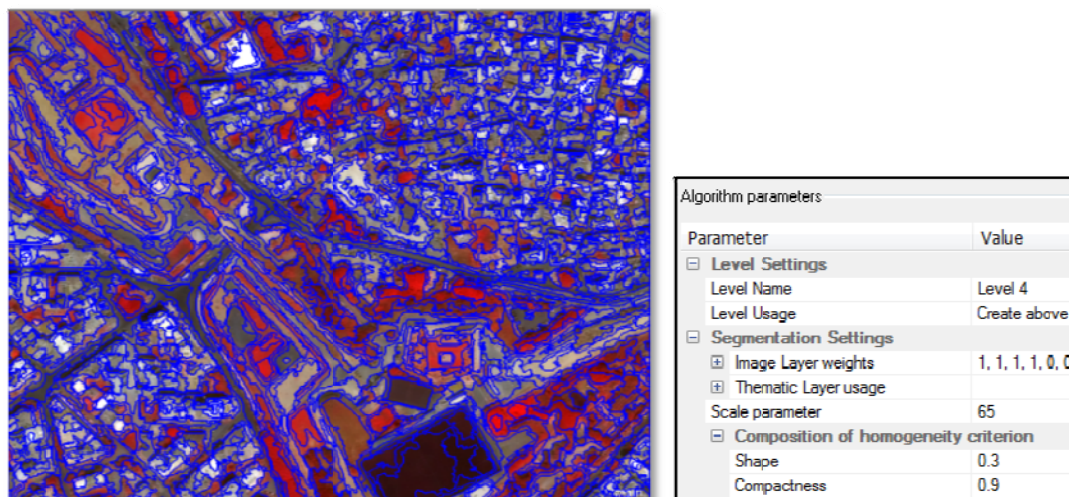 Algorithm parameters
Parameter Value
Level Settings
Level Name Level 4
Level Usage Create above
Segmentation Settings
Image Layer weights 1, 1, 1, 1, 0, 0
Thematic Layer usage
Scale parameter 65
Composition of homogeneity criterion
Shape 0.3
Compactness 0.9